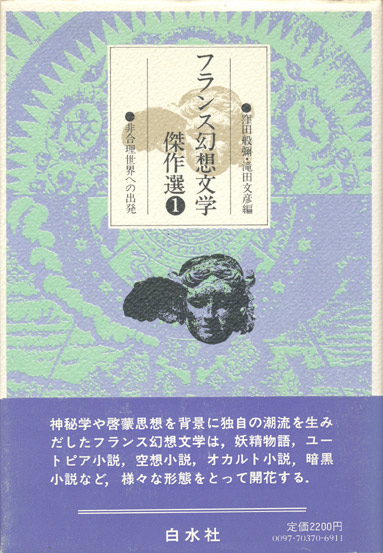 ●窪田般彌・滝田文彦編
フランス幻想文学
傑作選❶
●非合理世界への出発
神秘学や啓蒙思想を背景に独自の潮流を生み
だしたフランス幻想文学は，妖精物語，ユー
トピア小説，空想小説，オカルト小説，暗黒
小説など，様々な形態をとって開花する．
白水社
定価2200円
0097-70370-6911